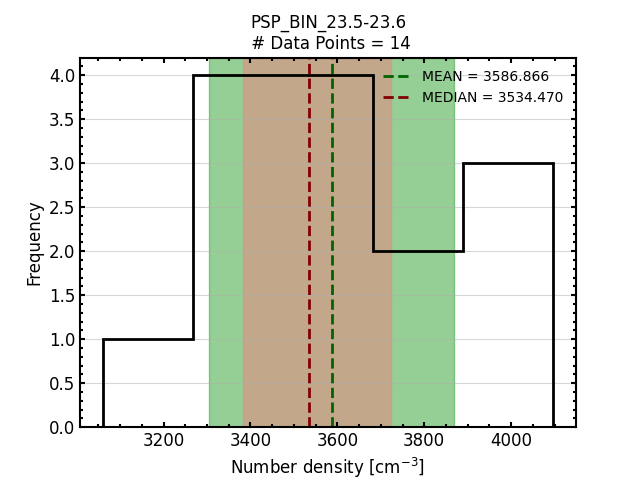 PSP_BIN_23.5-23.6
# Data Points = 14
MEAN = 3586.866
MEDIAN = 3534.470
4.0
3.5
3.0
2.5
2.0
1.5
1.0
0.5
0.0
Frequency
3200 3400 3600 3800 4000
Number density [cm⁻³]